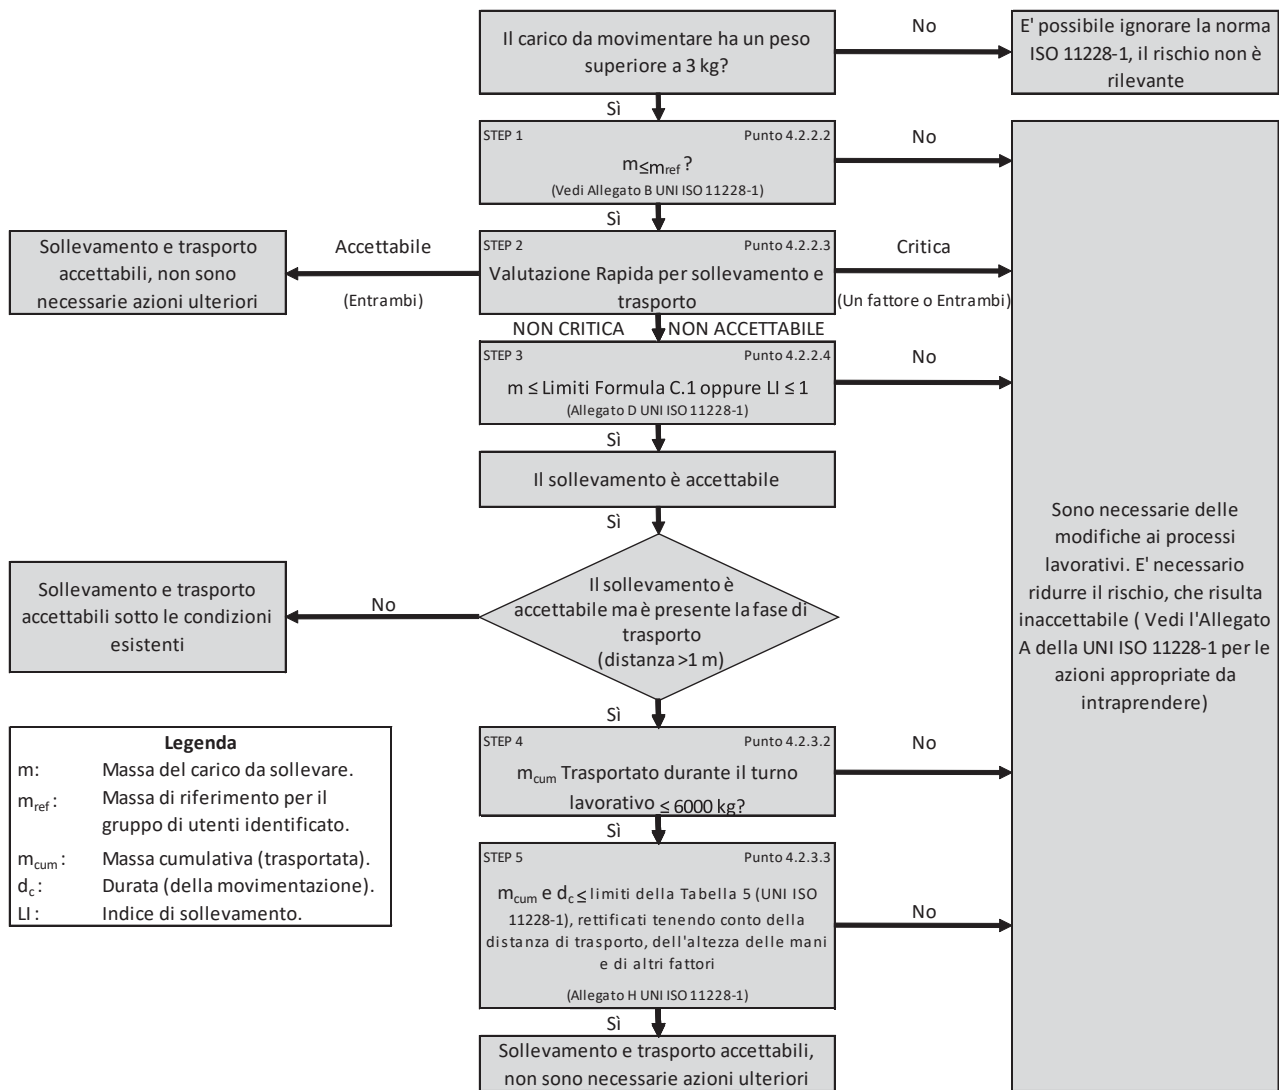 Il carico da movimentare ha un peso
superiore a 3 kg?
No
E' possibile ignorare la norma
ISO 11228-1, il rischio non è
rilevante
Sì
STEP 1
Punto 4.2.2.2
m≤mref ?
(Vedi Allegato B UNI ISO 11228-1)
No
Sì
Sollevamento e trasporto
accettabili, non sono
necessarie azioni ulteriori
Accettabile
(Entrambi)
STEP 2
Punto 4.2.2.3
Valutazione Rapida per sollevamento e
trasporto
Critica
(Un fattore o Entrambi)
NON CRITICA
NON ACCETTABILE
STEP 3
Punto 4.2.2.4
m ≤ Limiti Formula C.1 oppure LI ≤ 1
(Allegato D UNI ISO 11228-1)
No
Sì
Il sollevamento è accettabile
Sì
Il sollevamento è
accettabile ma è presente la fase di
trasporto
(distanza >1 m)
No
Sollevamento e trasporto
accettabili sotto le condizioni
esistenti
Sono necessarie delle
modifiche ai processi
lavorativi. E' necessario
ridurre il rischio, che risulta
inaccettabile ( Vedi l'Allegato
A della UNI ISO 11228-1 per le
azioni appropriate da
intraprendere)
Sì
STEP 4
Punto 4.2.3.2
mcum Trasportato durante il turno
lavorativo ≤ 6000 kg?
No
Sì
STEP 5
Punto 4.2.3.3
mcum e dc ≤ limiti della Tabella 5 (UNI ISO
11228-1), rettificati tenendo conto della
distanza di trasporto, dell'altezza delle mani
e di altri fattori
(Allegato H UNI ISO 11228-1)
No
Sì
Sollevamento e trasporto accettabili,
non sono necessarie azioni ulteriori
Legenda
m: Massa del carico da sollevare.
mref : Massa di riferimento per il
gruppo di utenti identificato.
mcum : Massa cumulativa (trasportata).
dc : Durata (della movimentazione).
LI : Indice di sollevamento.